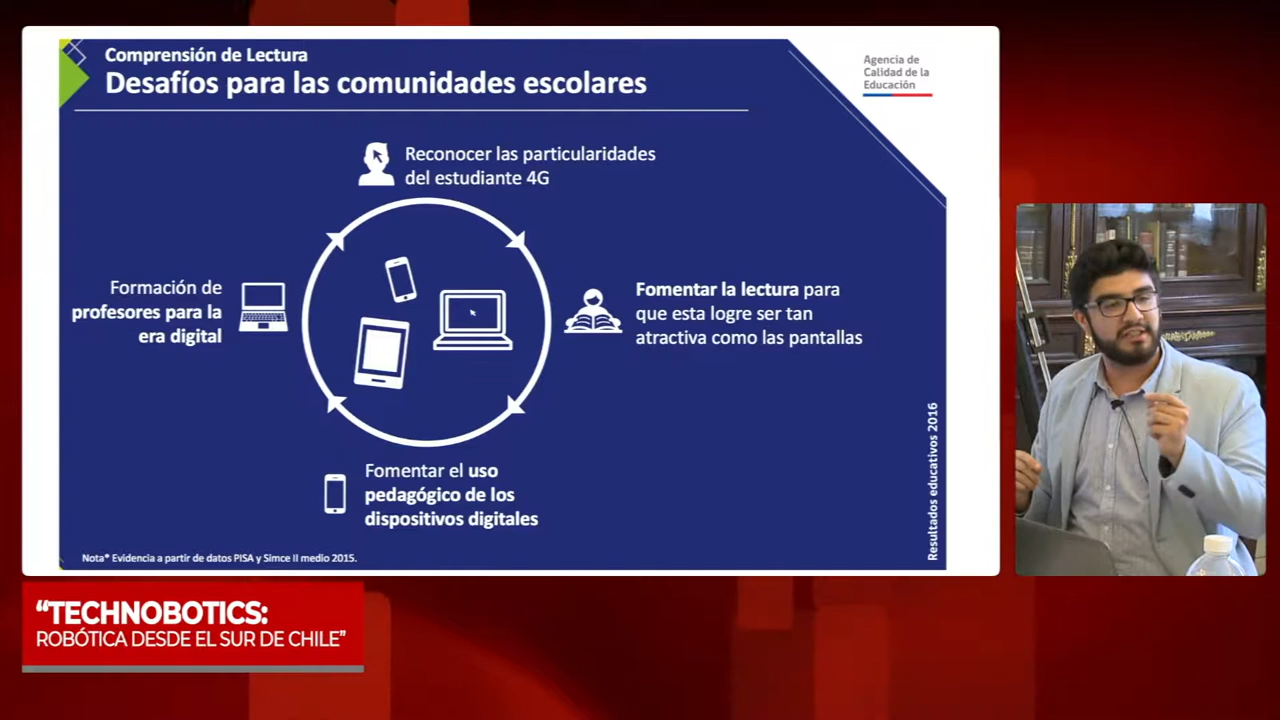 Comprensión de Lectura
Desafíos para las comunidades escolares
Agencia de
Calidad de la
Educación
Reconocer las particularidades
del estudiante 4G
Formación de
profesores para la
era digital
Fomentar la lectura para
que esta logre ser tan
atractiva como las pantallas
Fomentar el uso
pedagógico de los
dispositivos digitales
Resultados educativos 2016
Nota* Evidencia a partir de datos PISA y Simce II medio 2015.
“TECHNOBOTICS:
ROBÓTICA DESDE EL SUR DE CHILE”